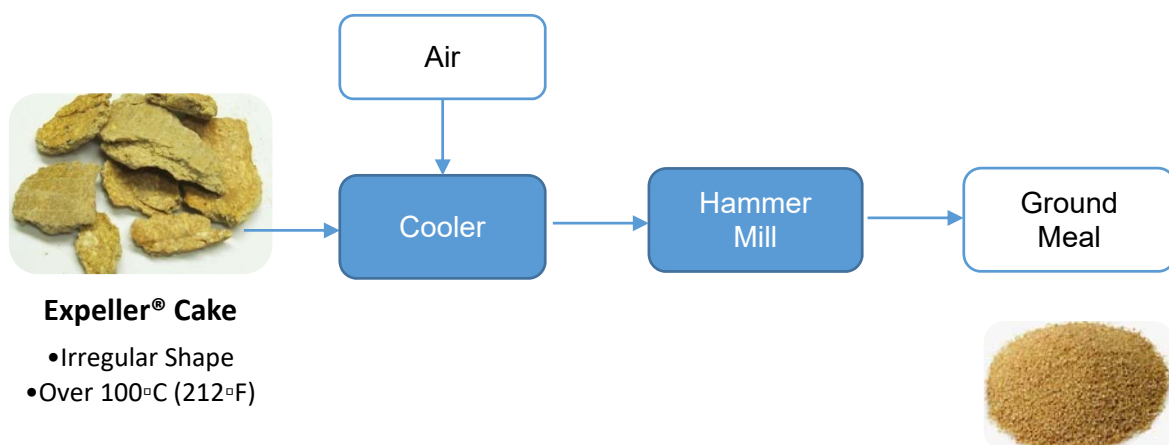 Air
Cooler
Hammer
Mill
Ground
Meal
Expeller® Cake
•Irregular Shape
•Over 100▫C (212▫F)